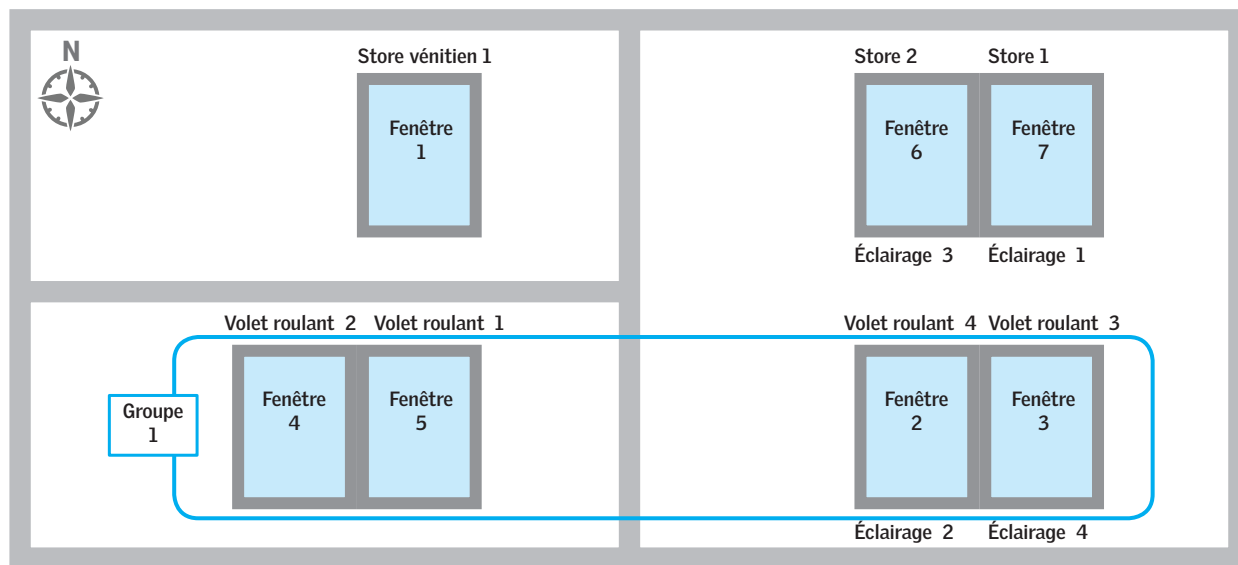 N
Store vénitien 1
Fenêtre
1
Store 2
Store 1
Fenêtre
6
Fenêtre
7
Éclairage 3
Éclairage 1
Volet roulant 2
Volet roulant 1
Groupe
1
Fenêtre
4
Fenêtre
5
Volet roulant 4
Volet roulant 3
Fenêtre
2
Fenêtre
3
Éclairage 2
Éclairage 4